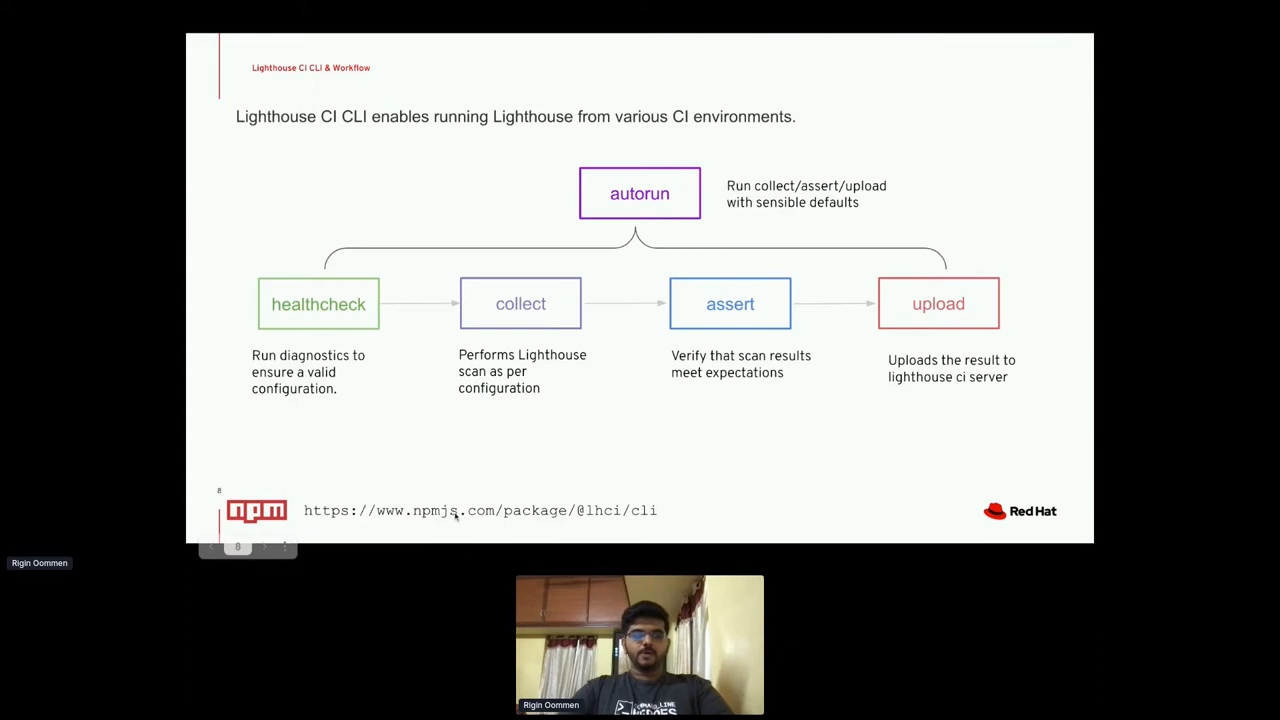 Lighthouse CI CLI & Workflow
Lighthouse CI CLI enables running Lighthouse from various CI environments.
autorun
Run collect/assert/upload
with sensible defaults
healthcheck
collect
assert
upload
Run diagnostics to
ensure a valid
configuration.
Performs Lighthouse
scan as per
configuration
Verify that scan results
meet expectations
Uploads the result to
lighthouse ci server
8
npm
https://www.npmjs.com/package/@lhci/cli
Red Hat
8
Rigin Oommen
LINE
Rigin Oommen